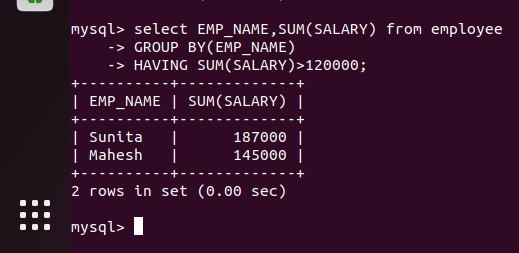 mysql> select EMP_NAME,SUM(SALARY) from employee
    -> GROUP BY(EMP_NAME)
    -> HAVING SUM(SALARY)>120000;
+----------+-------------+
| EMP_NAME | SUM(SALARY) |
+----------+-------------+
| Sunita   |      187000 |
| Mahesh   |      145000 |
+----------+-------------+
2 rows in set (0.00 sec)
mysql>